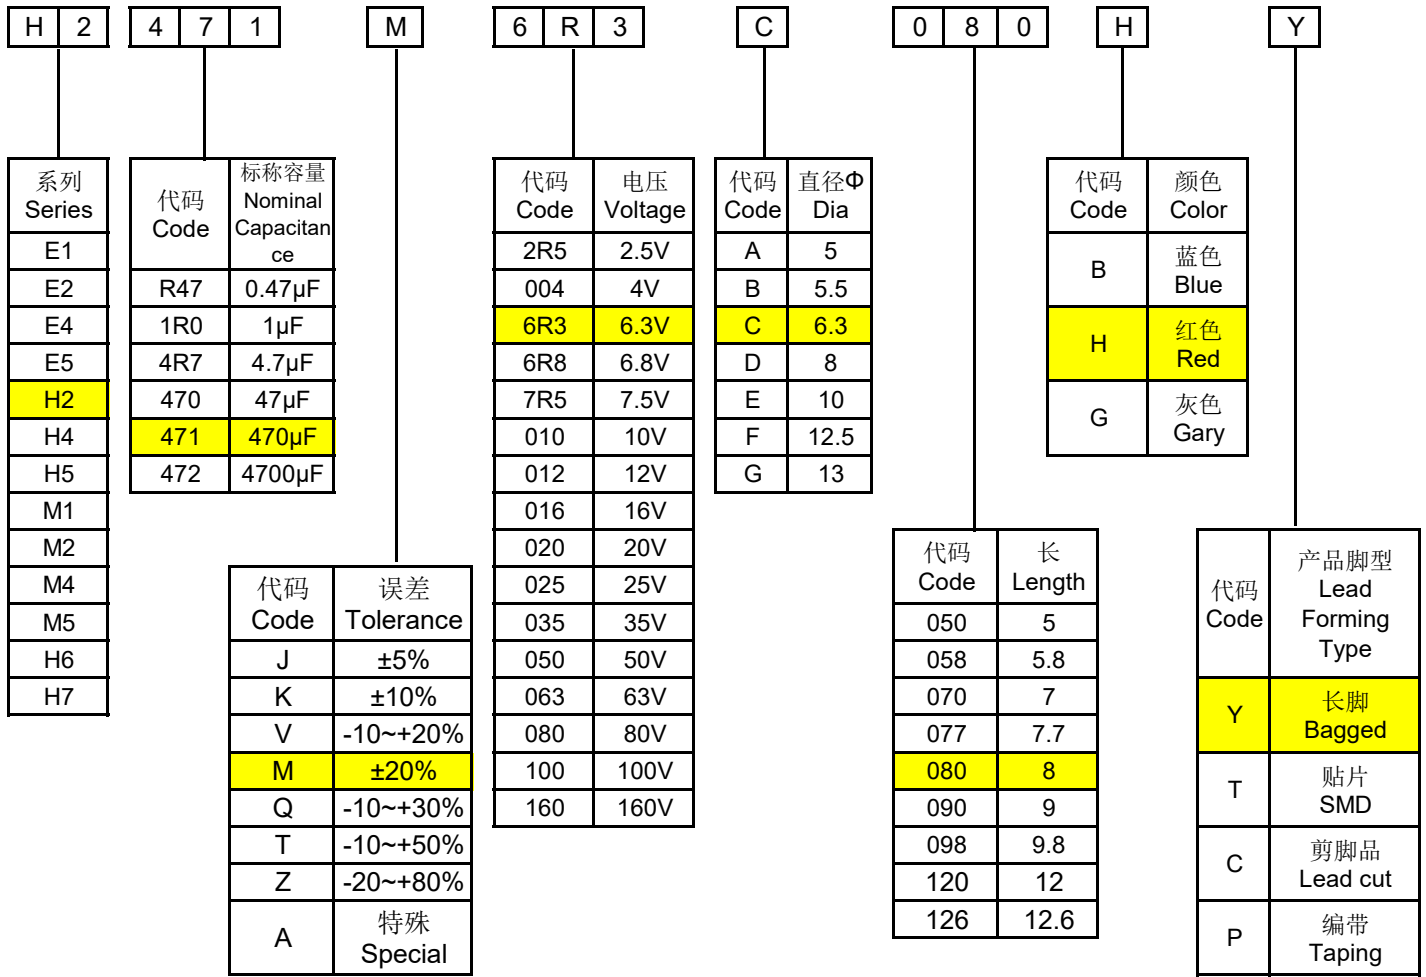 H 2 4 7 1 M 6 R 3 C 0 8 0 H Y
系列
Series
E1
E2
E4
E5
H2
H4
H5
M1
M2
M4
M5
H6
H7
代码
Code
标称容量
Nominal
Capacitan
ce
R47 0.47µF
1R0 1µF
4R7 4.7µF
470 47µF
471 470µF
472 4700µF
代码 误差
Code Tolerance
J ±5%
K ±10%
V -10~+20%
M ±20%
Q -10~+30%
T -10~+50%
Z -20~+80%
A
特殊
Special
代码 电压
Code Voltage
2R5 2.5V
004 4V
6R3 6.3V
6R8 6.8V
7R5 7.5V
010 10V
012 12V
016 16V
020 20V
025 25V
035 35V
050 50V
063 63V
080 80V
100 100V
160 160V
代码 直径Φ
Code Dia
A 5
B 5.5
C 6.3
D 8
E 10
F 12.5
G 13
代码 长
Code Length
050 5
058 5.8
070 7
077 7.7
080 8
090 9
098 9.8
120 12
126 12.6
代码 颜色
Code Color
B
蓝色
Blue
H
红色
Red
G
灰色
Gary
代码
Code
产品脚型
Lead
Forming
Type
Y
长脚
Bagged
T
贴片
SMD
C
剪脚品
Lead cut
P
编带
Taping